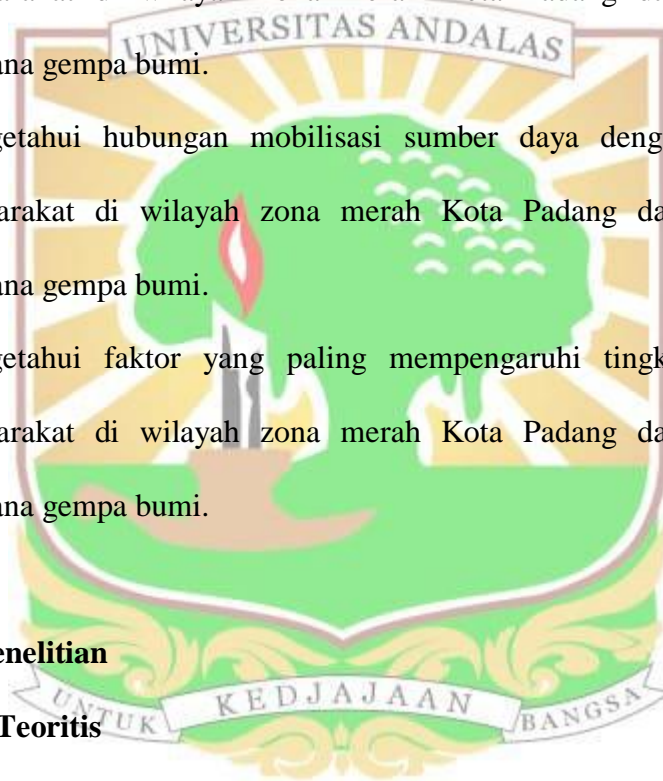 UNIVERSITAS ANDALAS
ana gempa bumi.
getahui hubungan mobilisasi sumber daya deng
arakat di wilayah zona merah Kota Padang da
ana gempa bumi.
getahui faktor yang paling mempengaruhi tingk
arakat di wilayah zona merah Kota Padang da
ana gempa bumi.
enelitian
UNTUK KEDJAJAAN BANGSA
Teoritis